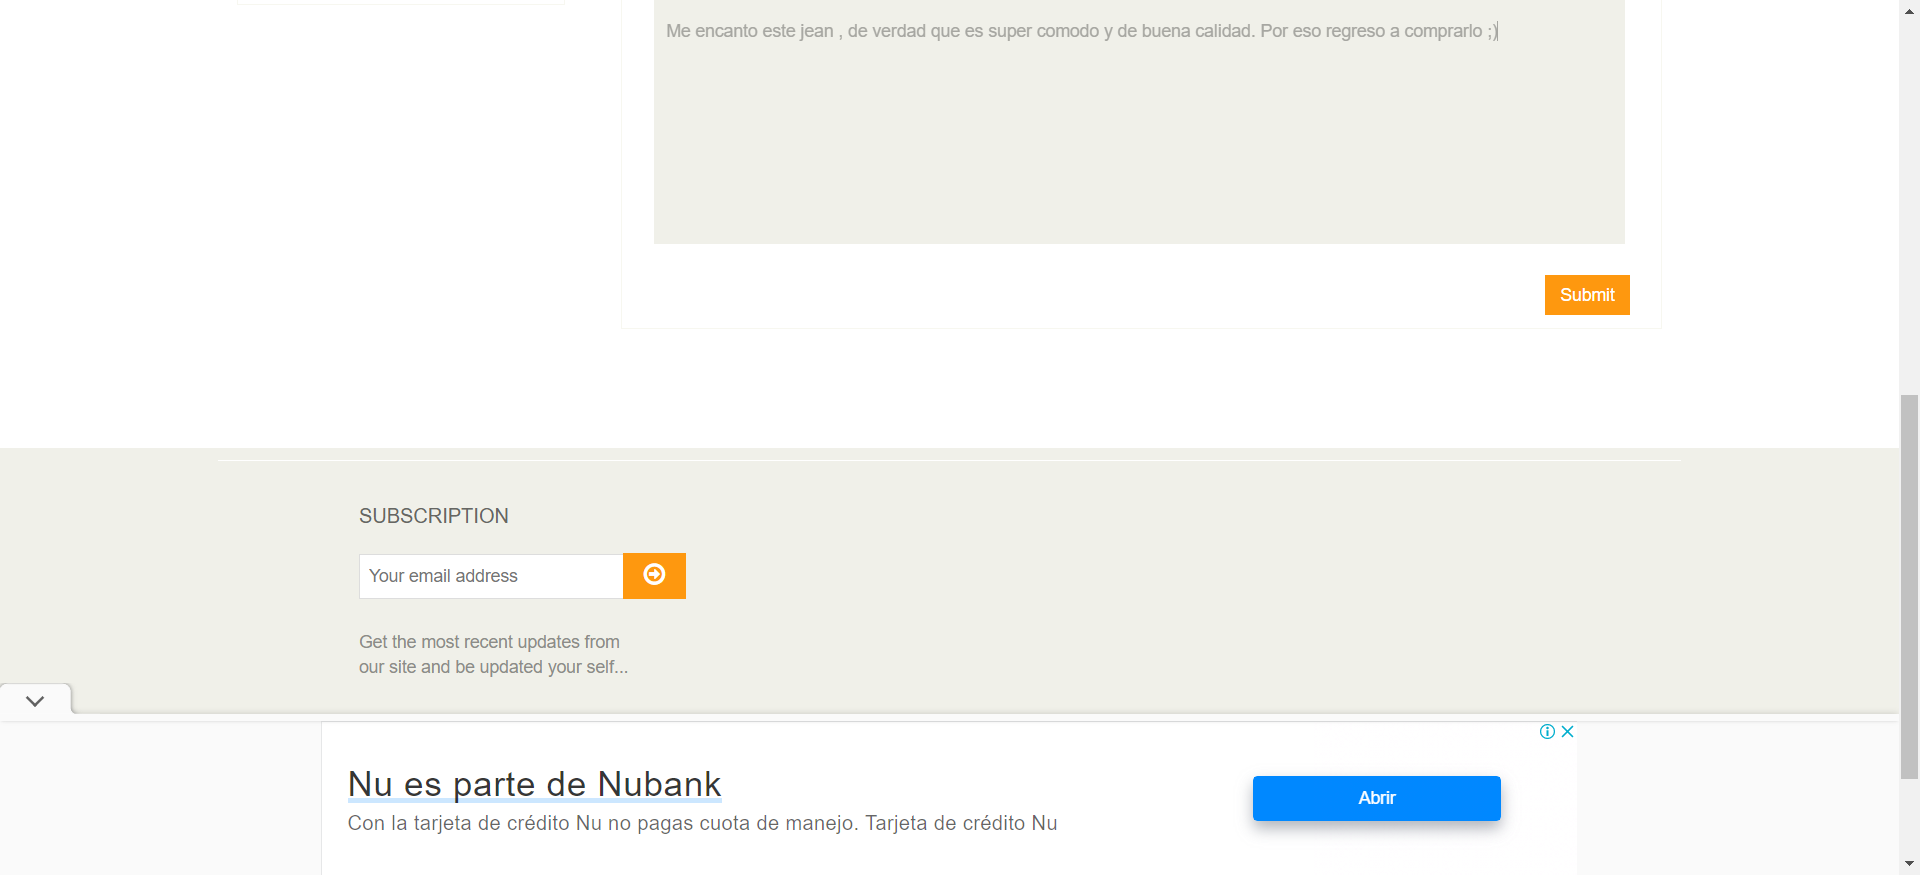 Me encanto este jean , de verdad que es super comodo y de buena calidad. Por eso regreso a comprarlo ;)
Submit
SUBSCRIPTION
Your email address
Get the most recent updates from
our site and be updated your self...
Nu es parte de Nubank
Con la tarjeta de crédito Nu no pagas cuota de manejo. Tarjeta de crédito Nu
Abrir